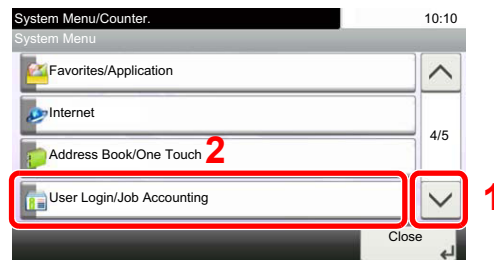 System Menu/Counter.
10:10
System Menu
Favorites/Application
Internet
4/5
Address Book/One Touch
2
User Login/Job Accounting
1
Close